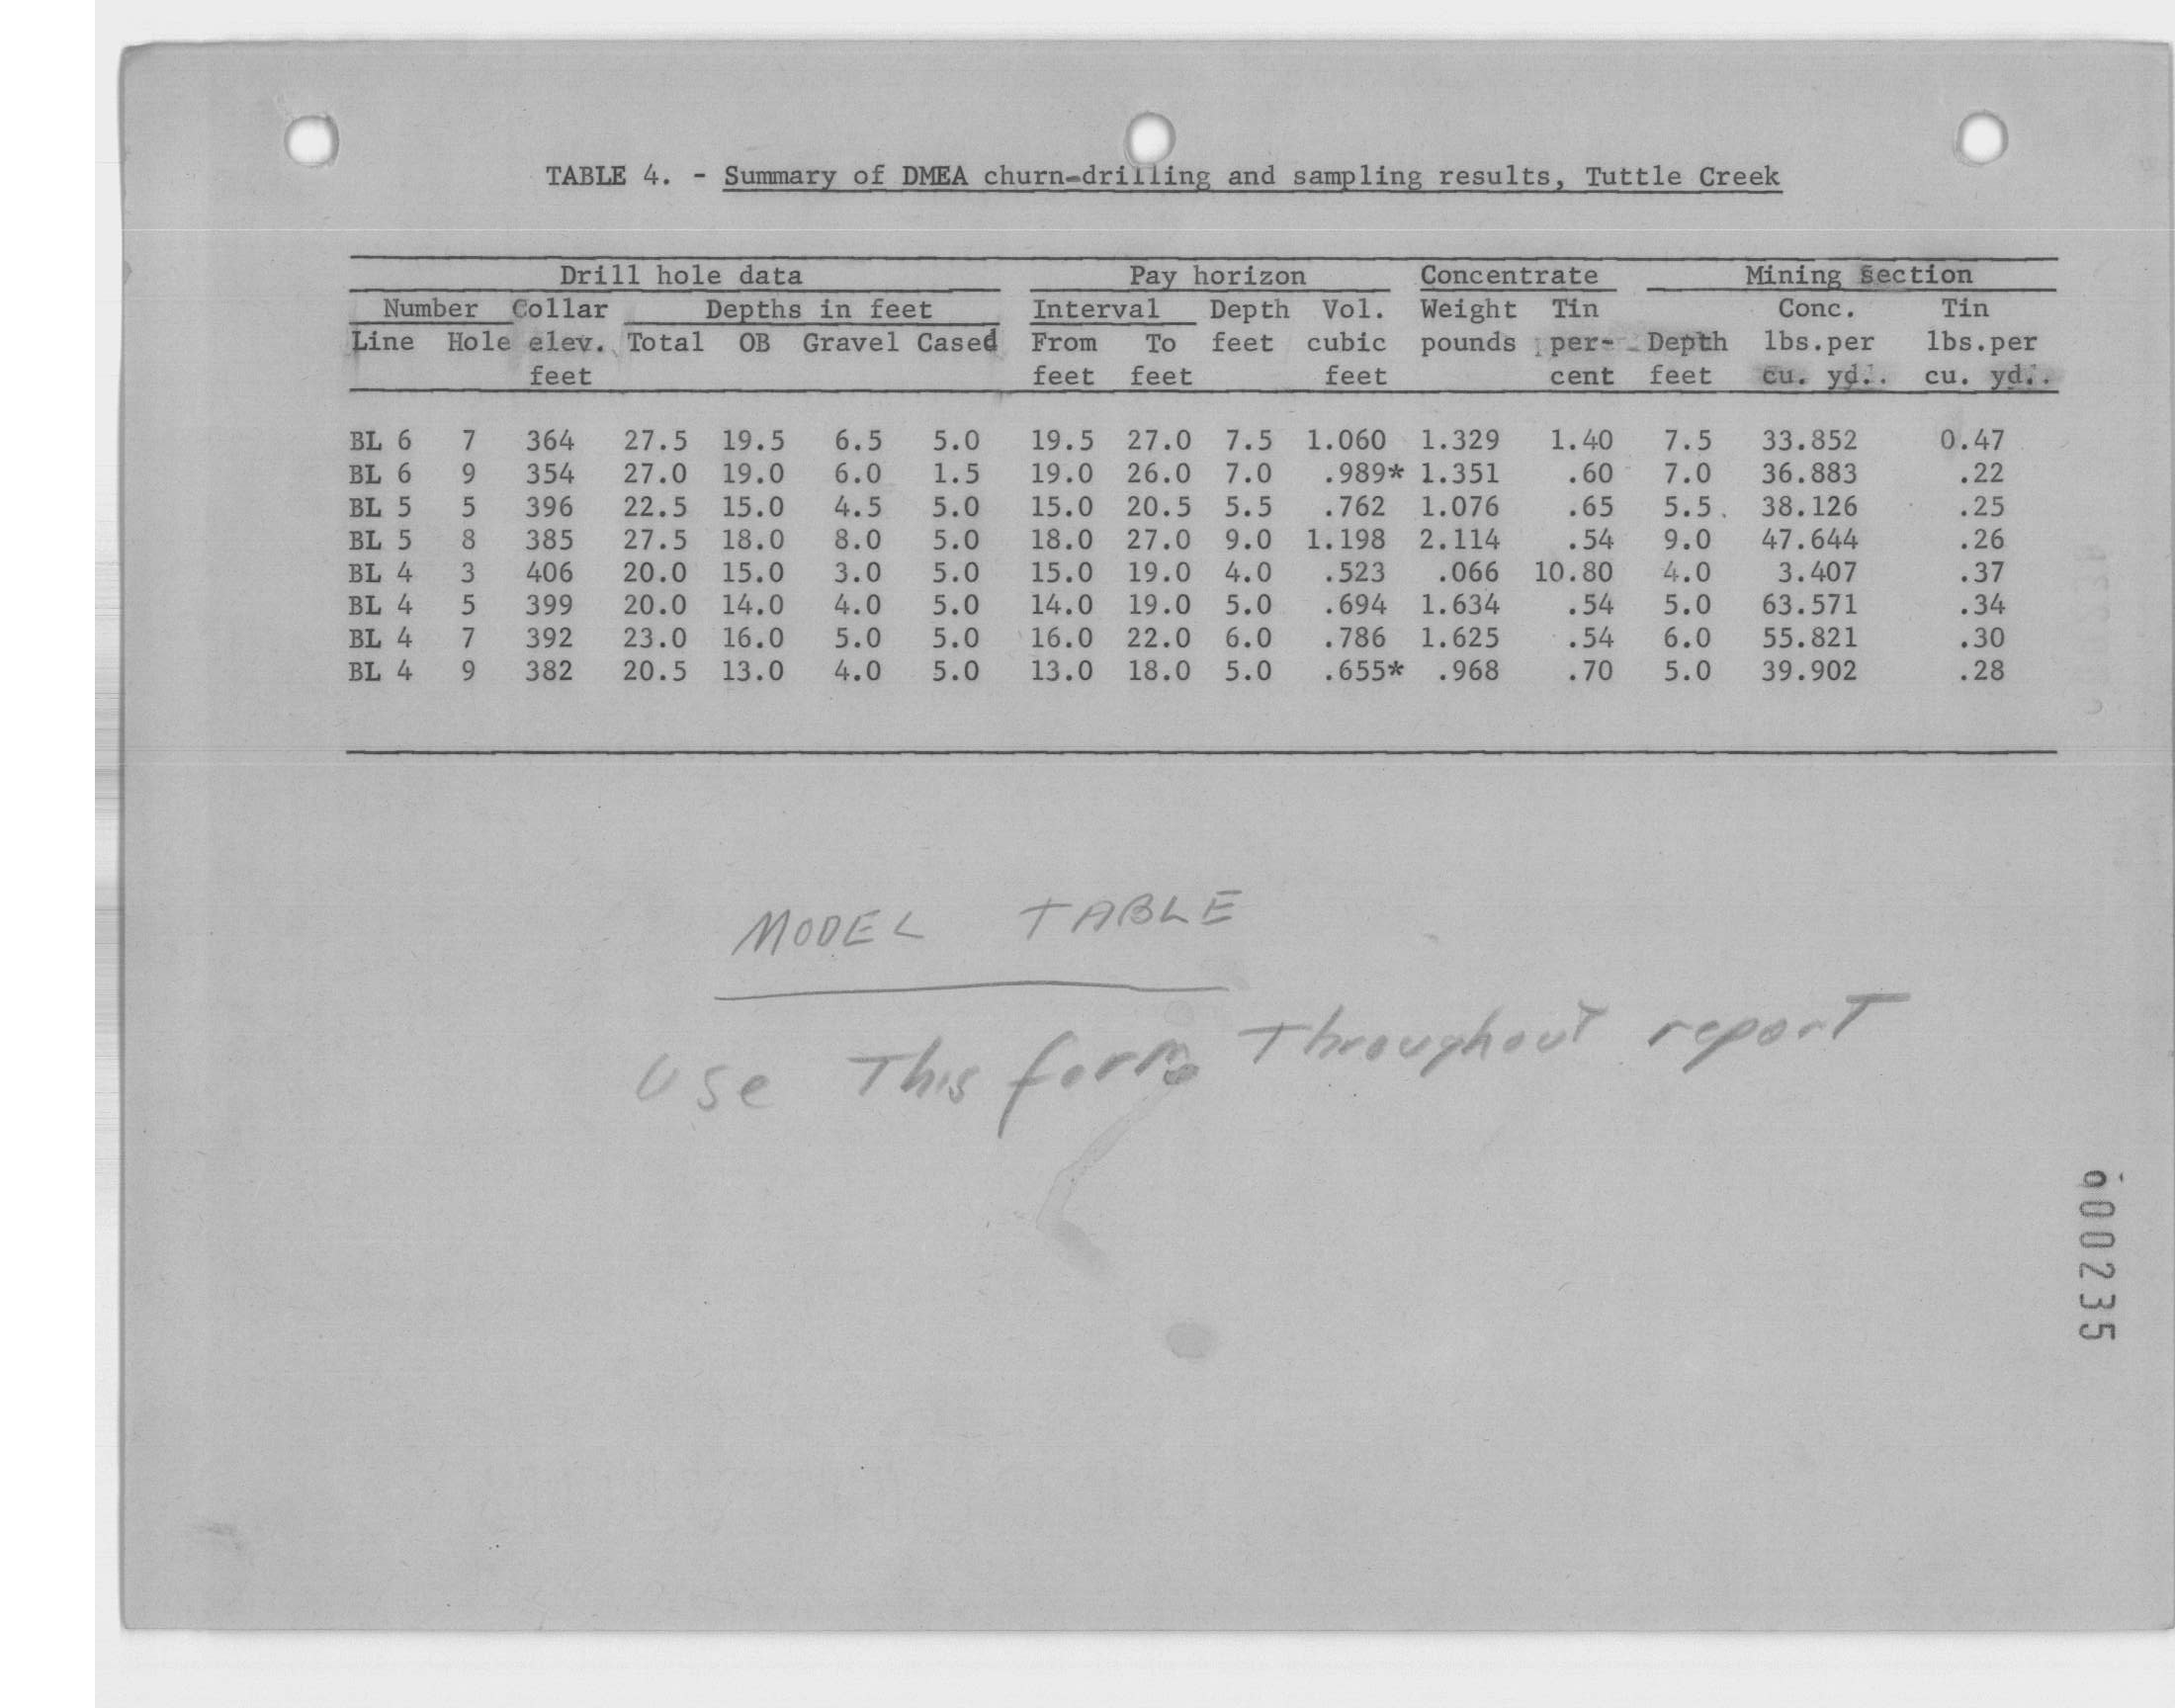 TABLE 4. - Summary of DMEA churn-drilling and sampling results, Tuttle Creek
Drill hole data Pay horizon Concentrate Mining section
Number Collar Depths in feet Interval Depth Vol. Weight Tin Conc. Tin
Line Hole elev. Total OB Gravel Cased From To feet cubic pounds per- Depth lbs.per lbs.per
feet feet feet feet cent feet cu. yd. cu. yd.
BL 6 7 364 27.5 19.5 6.5 5.0 19.5 27.0 7.5 1.060 1.329 1.40 7.5 33.852 0.47
BL 6 9 354 27.0 19.0 6.0 1.5 19.0 26.0 7.0 .989* 1.351 .60 7.0 36.883 .22
BL 5 5 396 22.5 15.0 4.5 5.0 15.0 20.5 5.5 .762 1.076 .65 5.5 38.126 .25
BL 5 8 385 27.5 18.0 8.0 5.0 18.0 27.0 9.0 1.198 2.114 .54 9.0 47.644 .26
BL 4 3 406 20.0 15.0 3.0 5.0 15.0 19.0 4.0 .523 .066 10.80 4.0 3.407 .37
BL 4 5 399 20.0 14.0 4.0 5.0 14.0 19.0 5.0 .694 1.634 .54 5.0 63.571 .34
BL 4 7 392 23.0 16.0 5.0 5.0 16.0 22.0 6.0 .786 1.625 .54 6.0 55.821 .30
BL 4 9 382 20.5 13.0 4.0 5.0 13.0 18.0 5.0 .655* .968 .70 5.0 39.902 .28
MODEL TABLE
Use This form Throughout report
000235